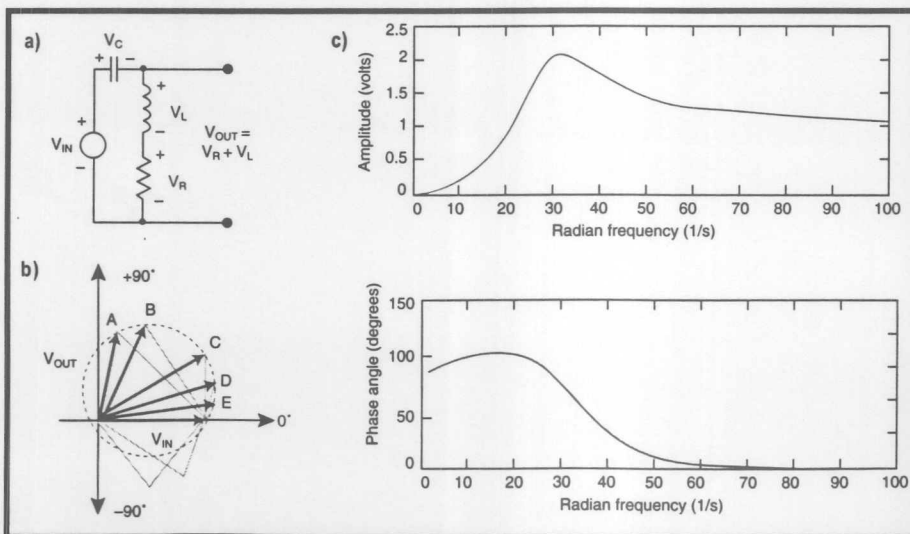 a)
V_C
+ −
+
V_L
+
−
V_IN
−
+
V_R
−
V_OUT =
V_R + V_L
b)
+90°
A
B
C
D
E
V_OUT
V_IN
0°
−90°
c)
Amplitude (volts)
2.5
2
1.5
1
0.5
0
10 20 30 40 50 60 70 80 90 100
Radian frequency (1/s)
Phase angle (degrees)
150
100
50
0
0 10 20 30 40 50 60 70 80 90 100
Radian frequency (1/s)